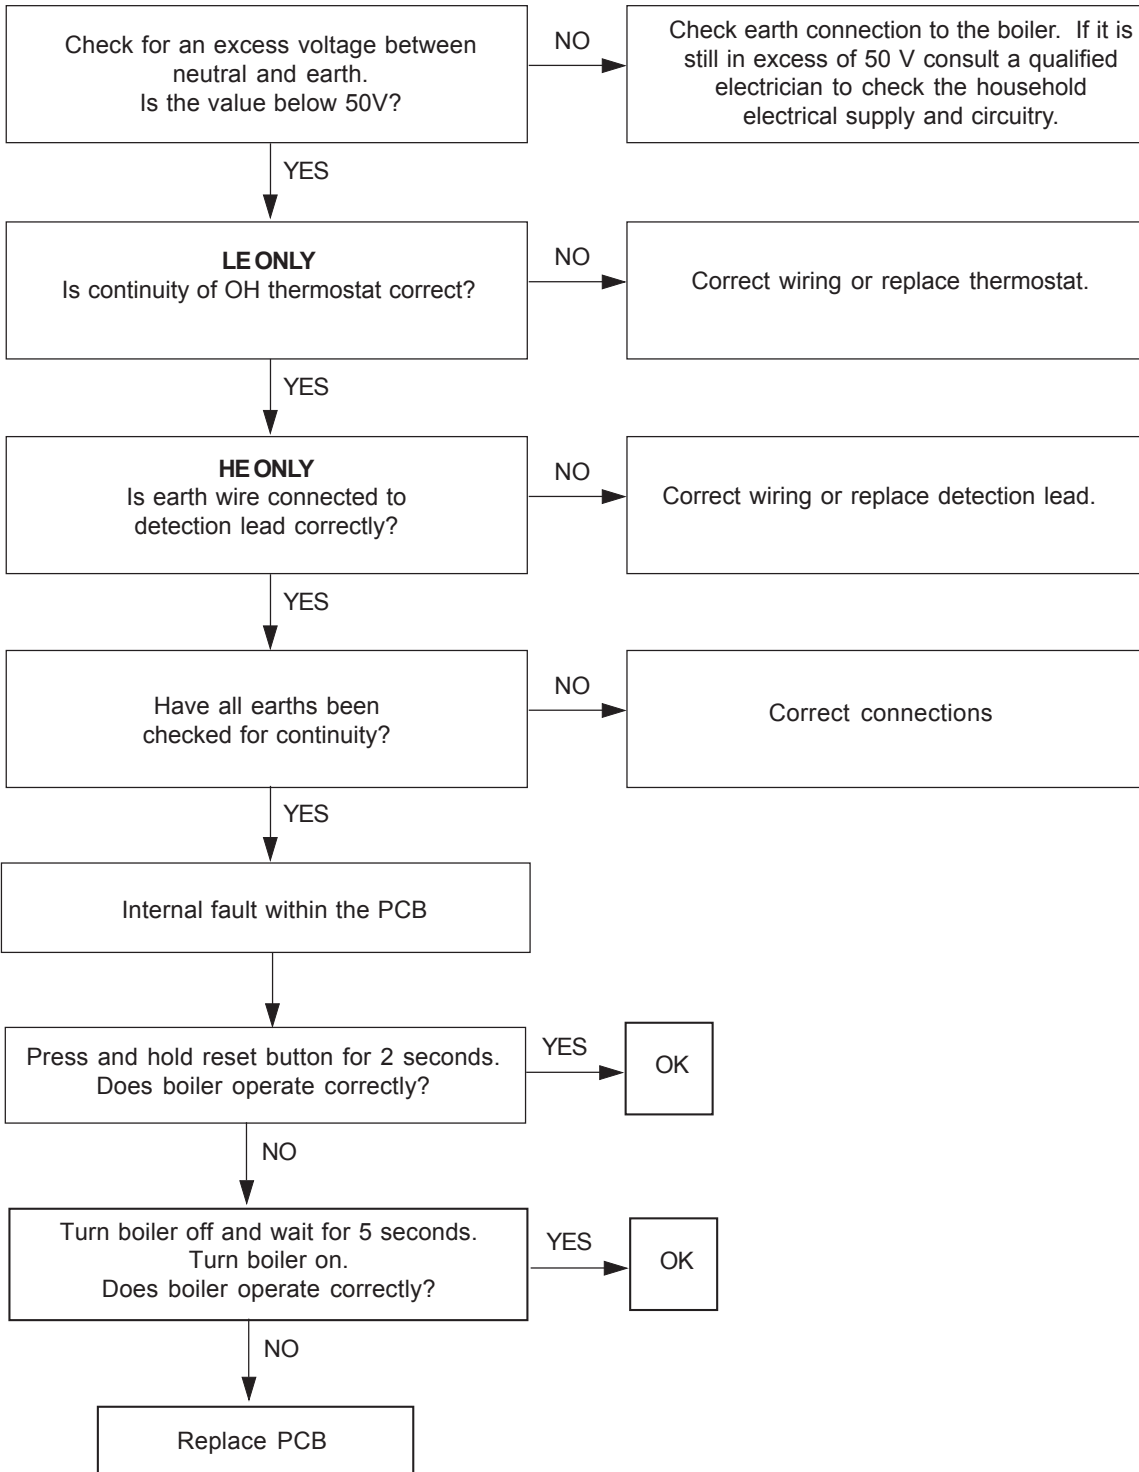 Check for an excess voltage between
neutral and earth.
Is the value below 50V?
NO
Check earth connection to the boiler. If it is
still in excess of 50 V consult a qualified
electrician to check the household
electrical supply and circuitry.
YES
LE ONLY
Is continuity of OH thermostat correct?
NO
Correct wiring or replace thermostat.
YES
HE ONLY
Is earth wire connected to
detection lead correctly?
NO
Correct wiring or replace detection lead.
YES
Have all earths been
checked for continuity?
NO
Correct connections
YES
Internal fault within the PCB
Press and hold reset button for 2 seconds.
Does boiler operate correctly?
YES
OK
NO
Turn boiler off and wait for 5 seconds.
Turn boiler on.
Does boiler operate correctly?
YES
OK
NO
Replace PCB